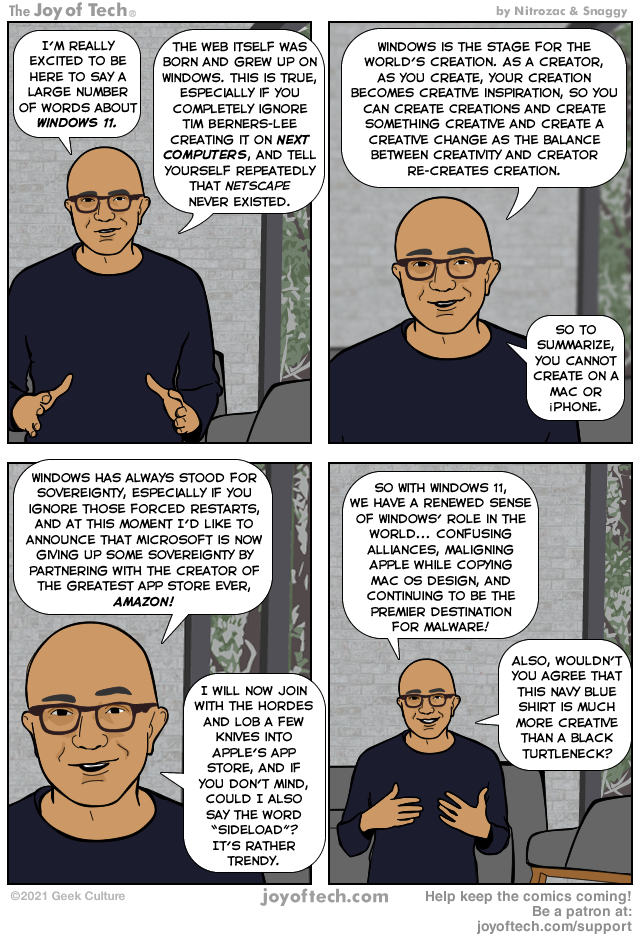 The Joy of Tech®
by Nitrozac & Snaggy
I'M REALLY
EXCITED TO BE
HERE TO SAY A
LARGE NUMBER
OF WORDS ABOUT
WINDOWS 11.
THE WEB ITSELF WAS
BORN AND GREW UP ON
WINDOWS. THIS IS TRUE,
ESPECIALLY IF YOU
COMPLETELY IGNORE
TIM BERNERS-LEE
CREATING IT ON NEXT
COMPUTERS, AND TELL
YOURSELF REPEATEDLY
THAT NETSCAPE
NEVER EXISTED.
WINDOWS IS THE STAGE FOR THE
WORLD'S CREATION. AS A CREATOR,
AS YOU CREATE, YOUR CREATION
BECOMES CREATIVE INSPIRATION, SO YOU
CAN CREATE CREATIONS AND CREATE
SOMETHING CREATIVE AND CREATE A
CREATIVE CHANGE AS THE BALANCE
BETWEEN CREATIVITY AND CREATOR
RE-CREATES CREATION.
SO TO
SUMMARIZE,
YOU CANNOT
CREATE ON A
MAC OR
iPHONE.
WINDOWS HAS ALWAYS STOOD FOR
SOVEREIGNTY, ESPECIALLY IF YOU
IGNORE THOSE FORCED RESTARTS,
AND AT THIS MOMENT I'D LIKE TO
ANNOUNCE THAT MICROSOFT IS NOW
GIVING UP SOME SOVEREIGNTY BY
PARTNERING WITH THE CREATOR OF
THE GREATEST APP STORE EVER,
AMAZON!
I WILL NOW JOIN
WITH THE HORDES
AND LOB A FEW
KNIVES INTO
APPLE'S APP
STORE, AND IF
YOU DON'T MIND,
COULD I ALSO
SAY THE WORD
"SIDELOAD"?
IT'S RATHER
TRENDY.
SO WITH WINDOWS 11,
WE HAVE A RENEWED SENSE
OF WINDOWS' ROLE IN THE
WORLD... CONFUSING
ALLIANCES, MALIGNING
APPLE WHILE COPYING
MAC OS DESIGN, AND
CONTINUING TO BE THE
PREMIER DESTINATION
FOR MALWARE!
ALSO, WOULDN'T
YOU AGREE THAT
THIS NAVY BLUE
SHIRT IS MUCH
MORE CREATIVE
THAN A BLACK
TURTLENECK?
©2021 Geek Culture
joyoftech.com
Help keep the comics coming!
Be a patron at:
joyoftech.com/support